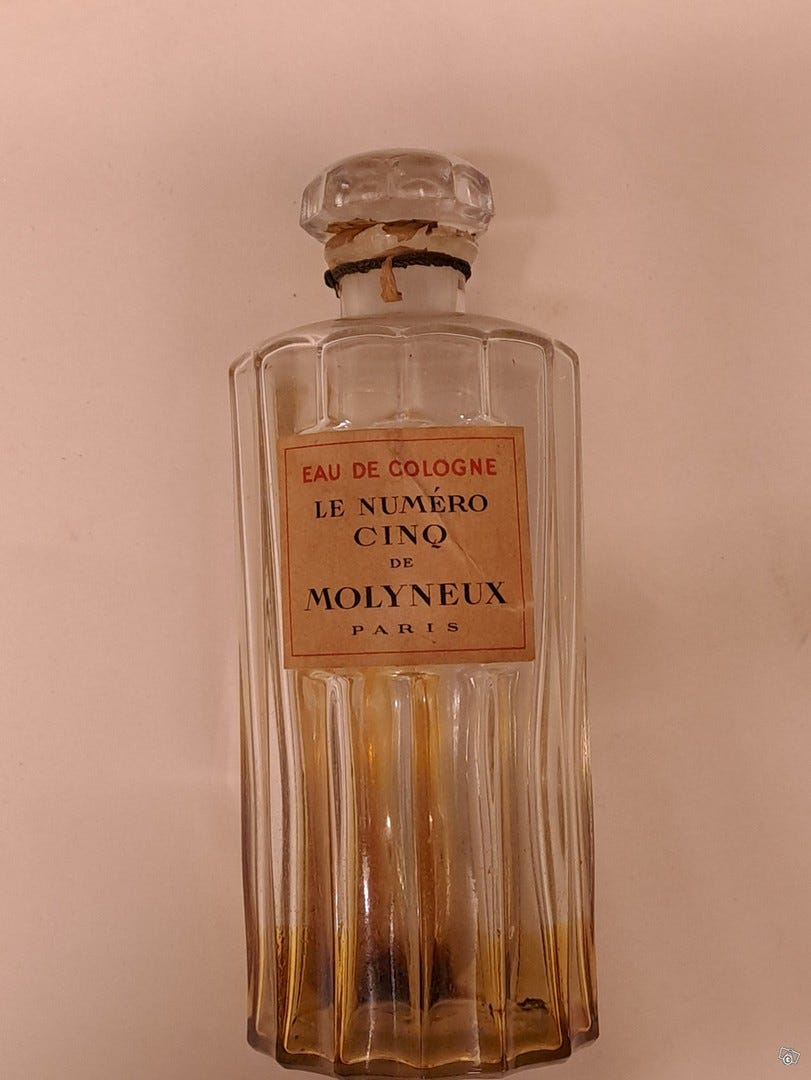 EAU DE COLOGNE
LE NUMÉRO
CINQ
DE
MOLYNEUX
PARIS